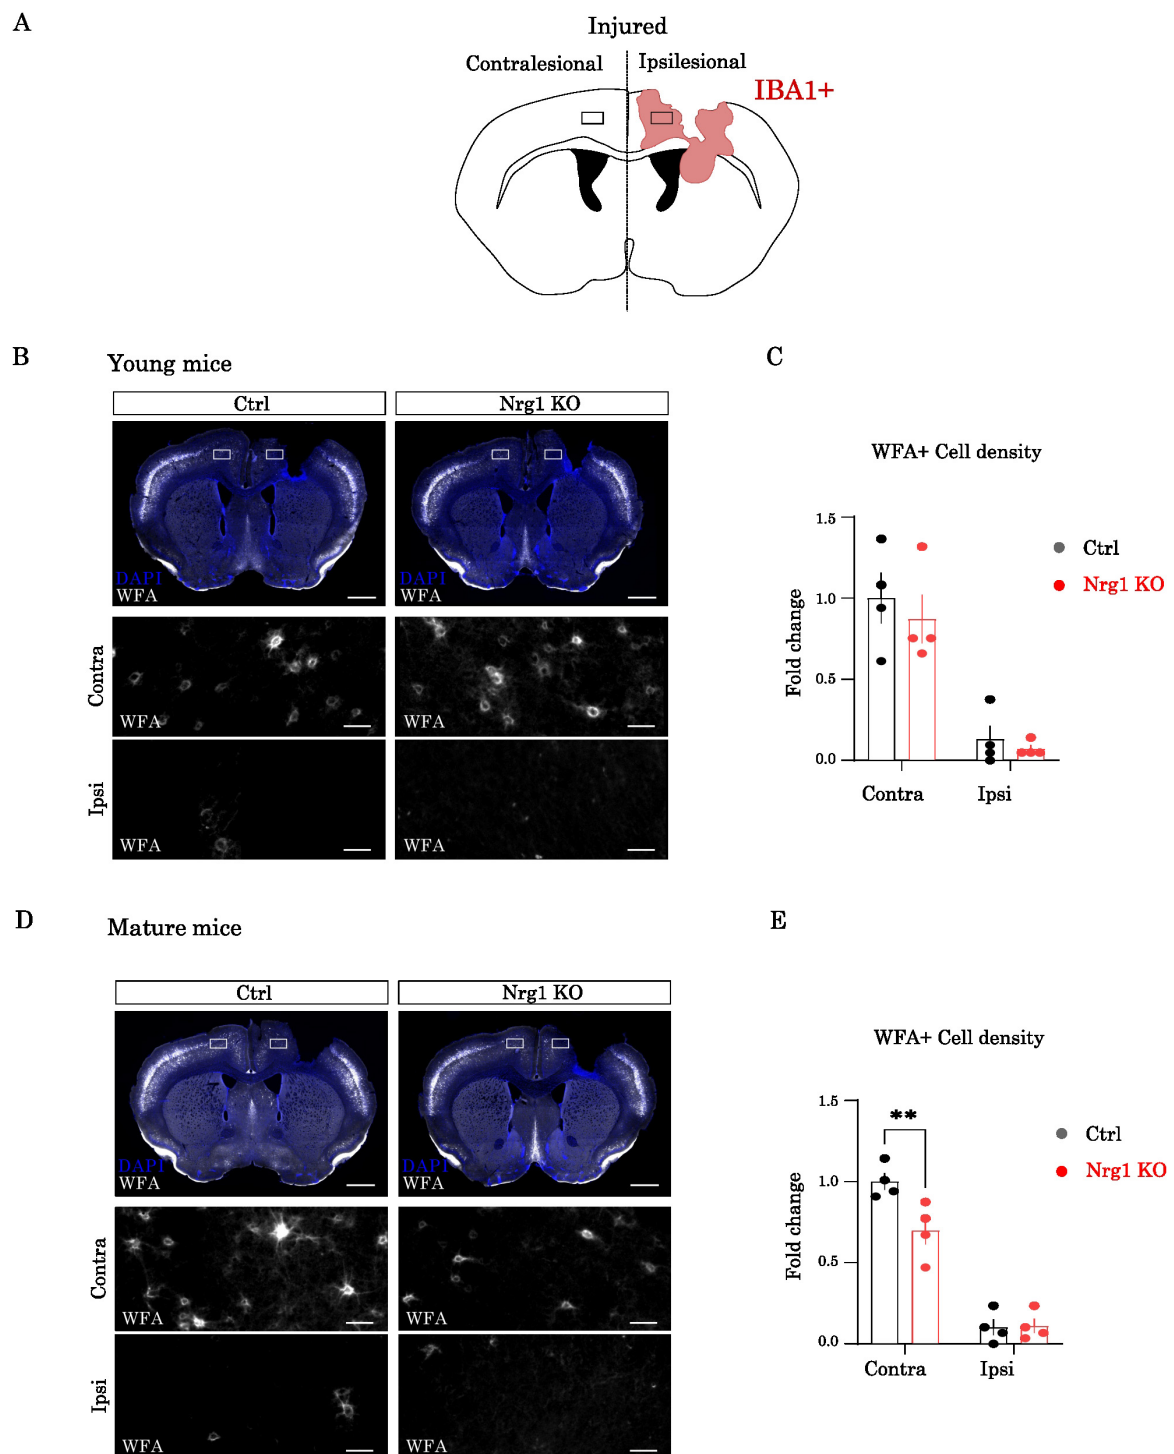 A
Injured
Contralesional
Ipsilesional
IBA1+
B
Young mice
Ctrl
Nrg1 KO
DAPI
WFA
DAPI
WFA
Contra
WFA
WFA
Ipsi
WFA
WFA
C
WFA+ Cell density
Fold change
1.5
1.0
0.5
0.0
Contra
Ipsi
Ctrl
Nrg1 KO
D
Mature mice
Ctrl
Nrg1 KO
DAPI
WFA
DAPI
WFA
Contra
WFA
WFA
Ipsi
WFA
WFA
E
WFA+ Cell density
Fold change
1.5
1.0
0.5
0.0
**
Contra
Ipsi
Ctrl
Nrg1 KO